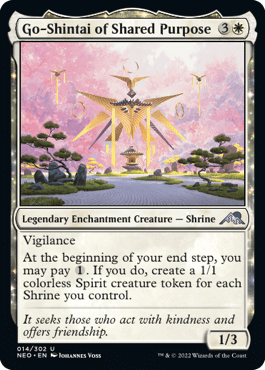 Go-Shintai of Shared Purpose 3
Legendary Enchantment Creature — Shrine
Vigilance
At the beginning of your end step, you
may pay 1. If you do, create a 1/1
colorless Spirit creature token for each
Shrine you control.
It seeks those who act with kindness and
offers friendship.
1/3
014/302 U
NEO • EN Johannes Voss
™ & © 2022 Wizards of the Coast